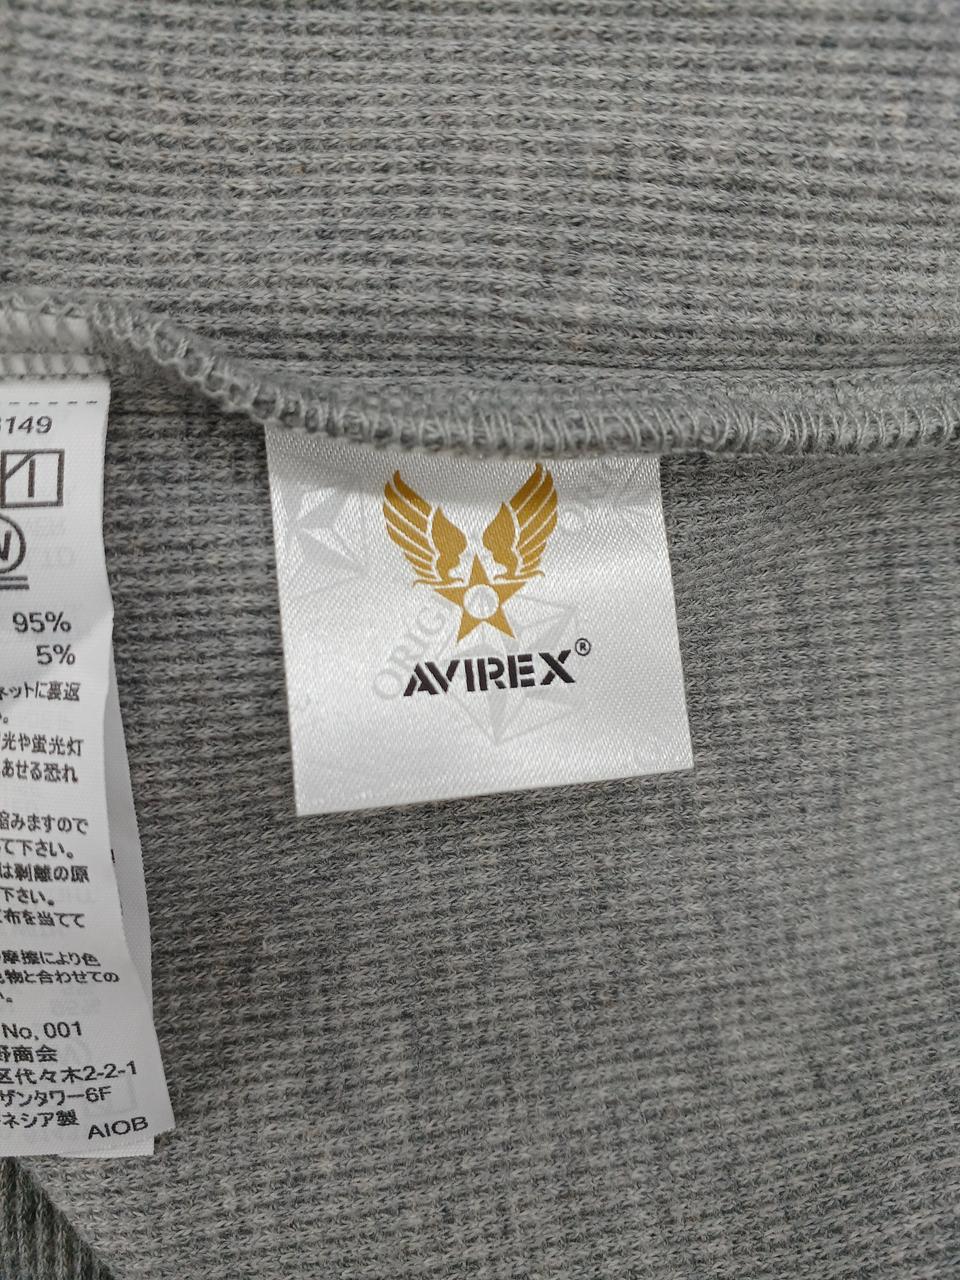 3149
95%
5%
ネットに裏返
。
光や蛍光灯
あせる恐れ
縮みますので
て下さい。
は剥離の原
下さい。
布を当てて
摩擦により色
物と合わせての
。
No, 001
野商会
区代々木2-2-1
ザンタワー6F
ネシア製
AIOB
ORIGI
AVIREX®